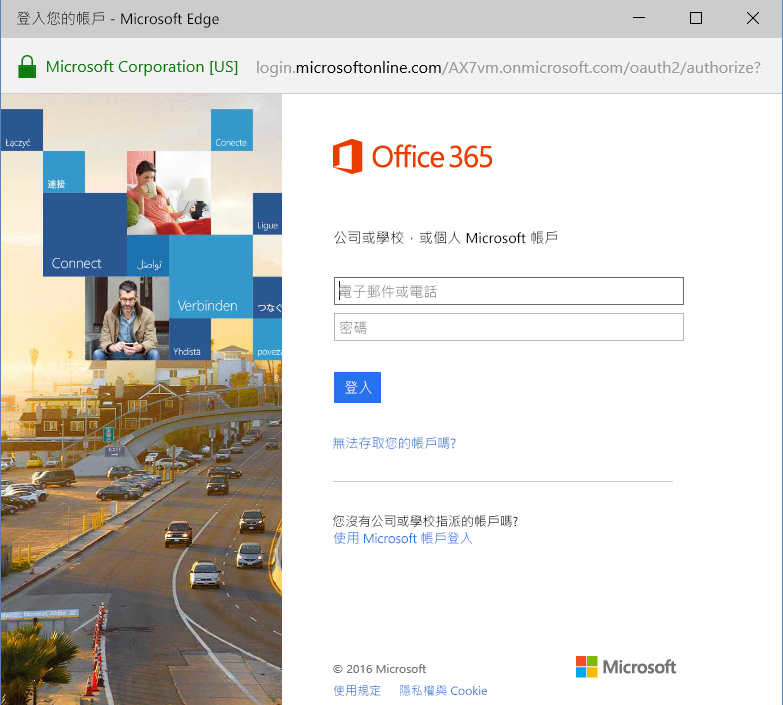 登入您的帳戶 - Microsoft Edge
Microsoft Corporation [US] login.microsoftonline.com/AX7vm.onmicrosoft.com/oauth2/authorize?
Łączyć
Conecte
連接
Ligue
Connect
تواصل
Verbinden
つなぐ
Yhdistä
poveza
EXIT
Office 365
公司或學校，或個人 Microsoft 帳戶
電子郵件或電話
密碼
登入
無法存取您的帳戶嗎?
您沒有公司或學校指派的帳戶嗎?
使用 Microsoft 帳戶登入
© 2016 Microsoft
Microsoft
使用規定 隱私權與 Cookie